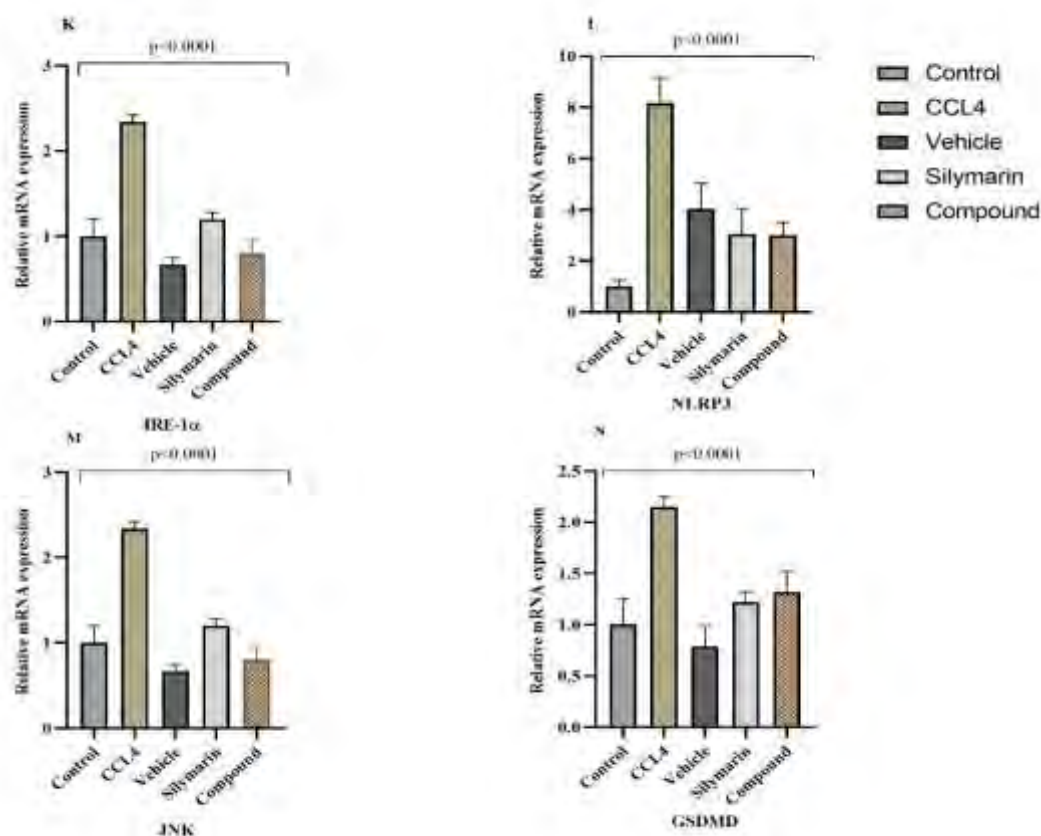 K
p<0.0001
Relative mRNA expression
3
2
1
0
Control
CCL4
Vehicle
Silymarin
Compound
IRE-1α
p<0.0001
Relative mRNA expression
10
8
6
4
2
0
Control
CCL4
Vehicle
Silymarin
Compound
NLRP3
Control
CCL4
Vehicle
Silymarin
Compound
M
p<0.0001
Relative mRNA expression
3
2
1
0
Control
CCL4
Vehicle
Silymarin
Compound
JNK
N
p<0.0001
Relative mRNA expression
2.5
2.0
1.5
1.0
0.5
0.0
Control
CCL4
Vehicle
Silymarin
Compound
GSDMD